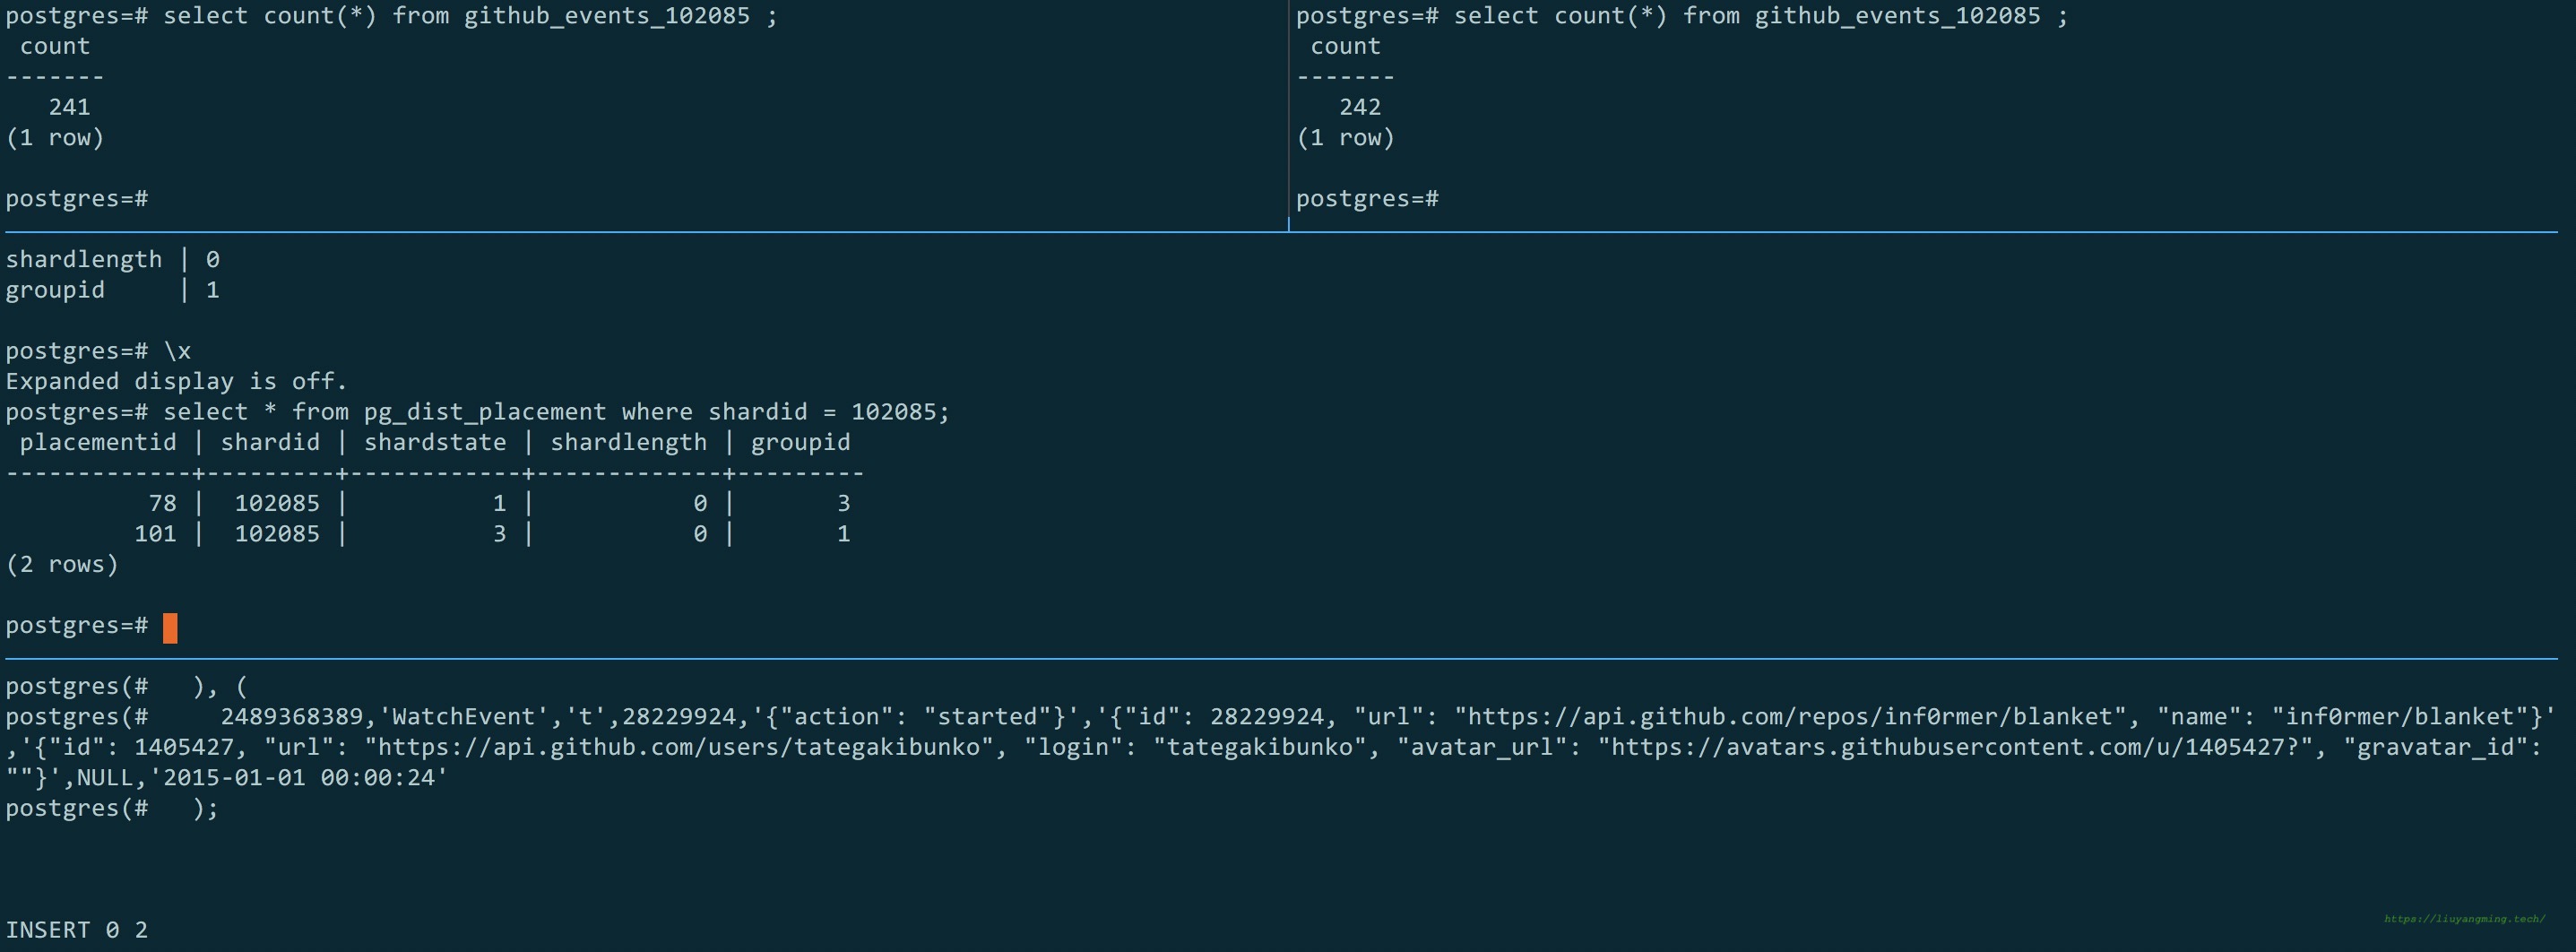 postgres=# select count(*) from github_events_102085 ;
 count
-------
   241
(1 row)

postgres=#
postgres=# select count(*) from github_events_102085 ;
 count
-------
   242
(1 row)

postgres=#
shardlength | 0
groupid     | 1

postgres=# \x
Expanded display is off.
postgres=# select * from pg_dist_placement where shardid = 102085;
 placementid | shardid | shardstate | shardlength | groupid
-------------+---------+------------+-------------+---------
          78 |  102085 |          1 |           0 |       3
         101 |  102085 |          3 |           0 |       1
(2 rows)

postgres=#
postgres(#   ), (
postgres(#     2489368389,'WatchEvent','t',28229924,'{"action": "started"}','{"id": 28229924, "url": "https://api.github.com/repos/inf0rmer/blanket", "name": "inf0rmer/blanket"}'
,'{"id": 1405427, "url": "https://api.github.com/users/tategakibunko", "login": "tategakibunko", "avatar_url": "https://avatars.githubusercontent.com/u/1405427?", "gravatar_id":
""}',NULL,'2015-01-01 00:00:24'
postgres(#   );
INSERT 0 2
https://liuyangming.tech/